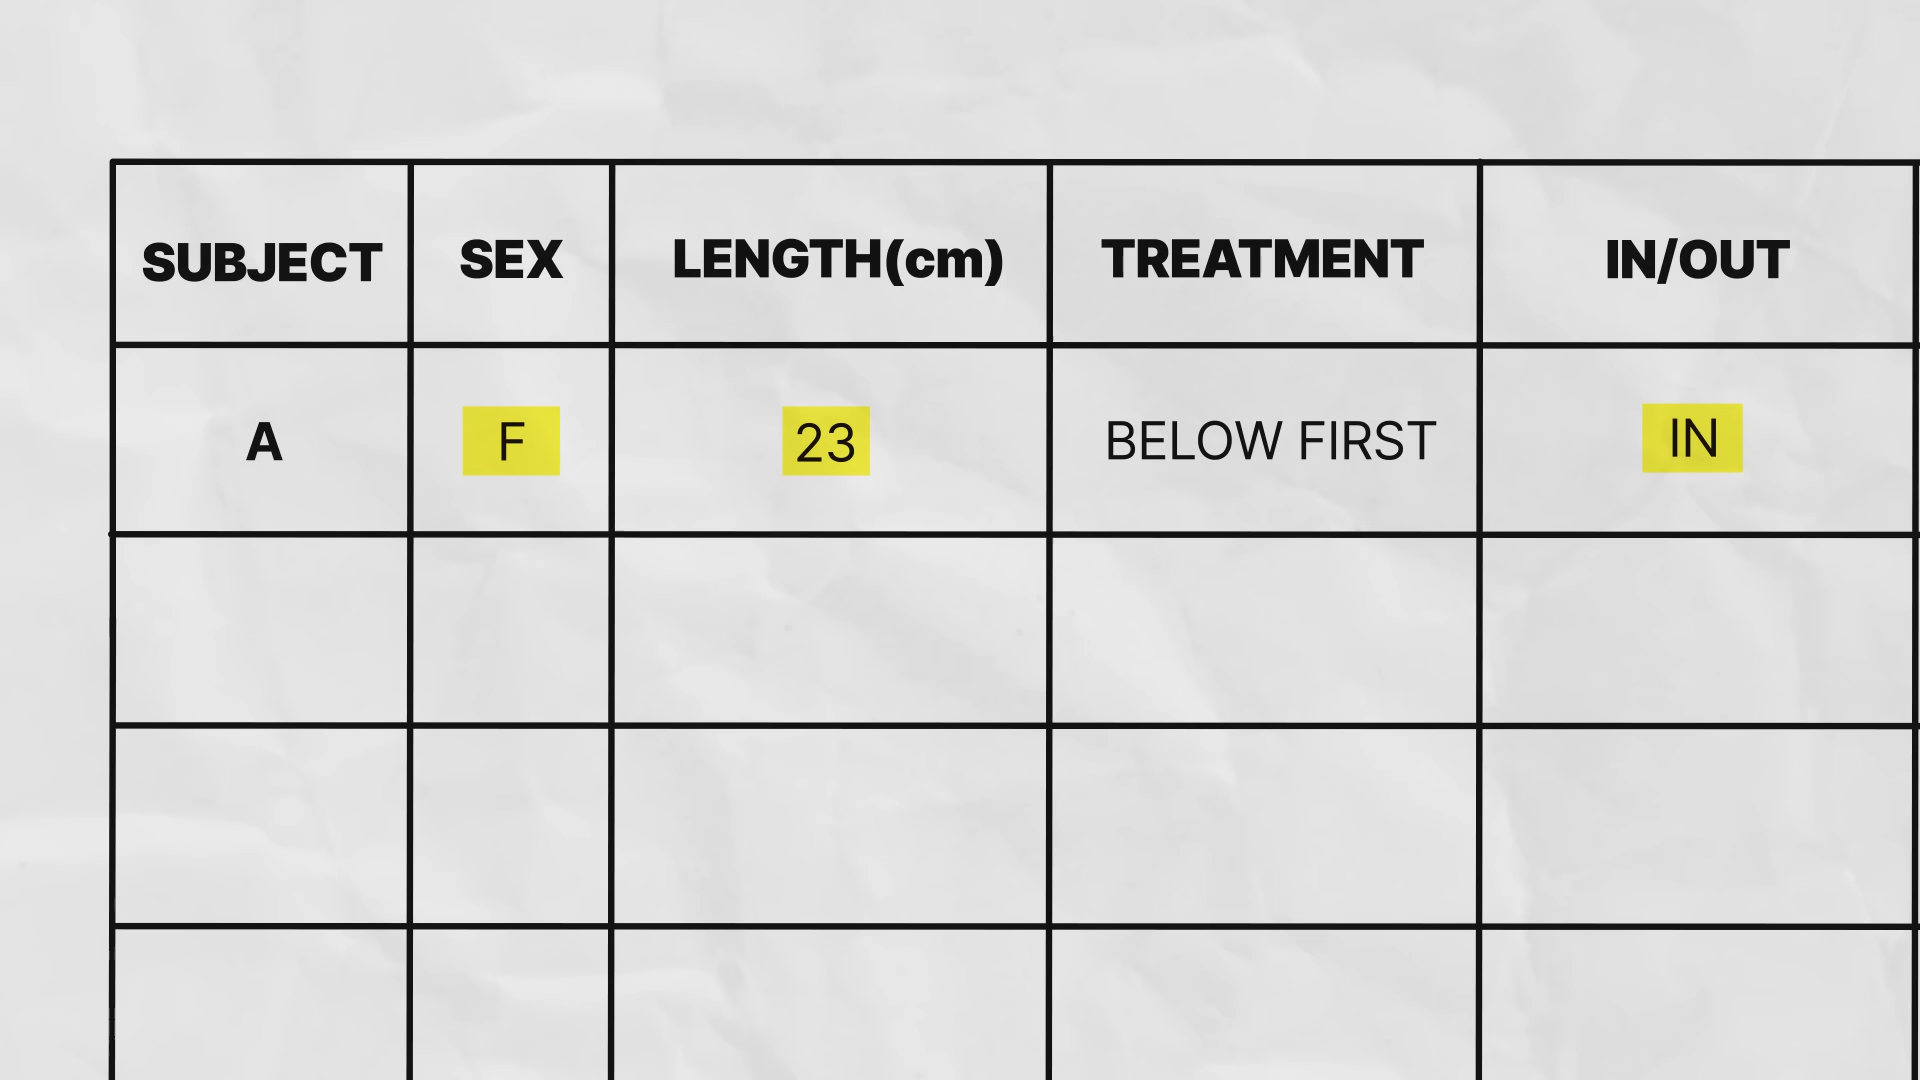 SUBJECT SEX LENGTH(cm) TREATMENT IN/OUT
A F 23 BELOW FIRST IN